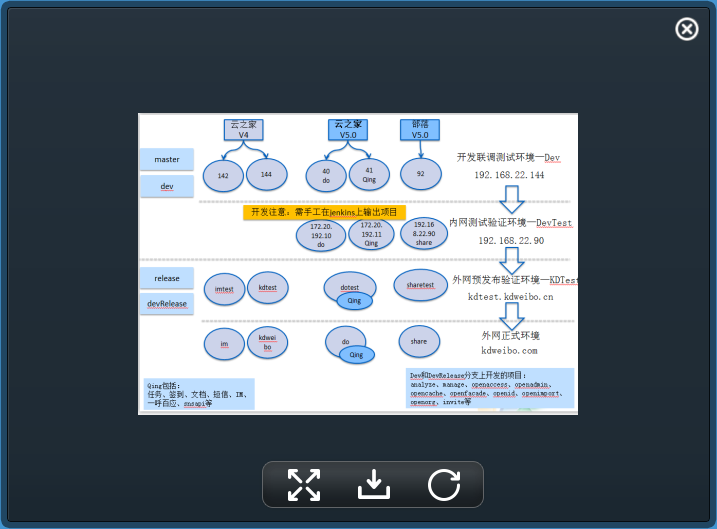 云之家
V4
云之家
V5.0
部落
V5.0
master
dev
142
144
40
do
41
Qing
92
开发联调测试环境—Dev
192.168.22.144
开发注意：需手工在jenkins上输出项目
172.20.
192.10
do
172.20.
192.11
Qing
192.16
8.22.90
share
内网测试验证环境—DevTest
192.168.22.90
release
devRelease
imtest
kdtest
dotest
Qing
sharetest
外网预发布验证环境—KDTest
kdtest.kdweibo.cn
im
kdwei
bo
do
Qing
share
外网正式环境
kdweibo.com
Qing包括：
任务、签到、文档、短信、IM、
一呼百应、snsapi等
Dev和DevRelease分支上开发的项目：
analyze、manage、openaccess、openadmin、
opencache、openfacade、openid、openimport、
openorg、invite等